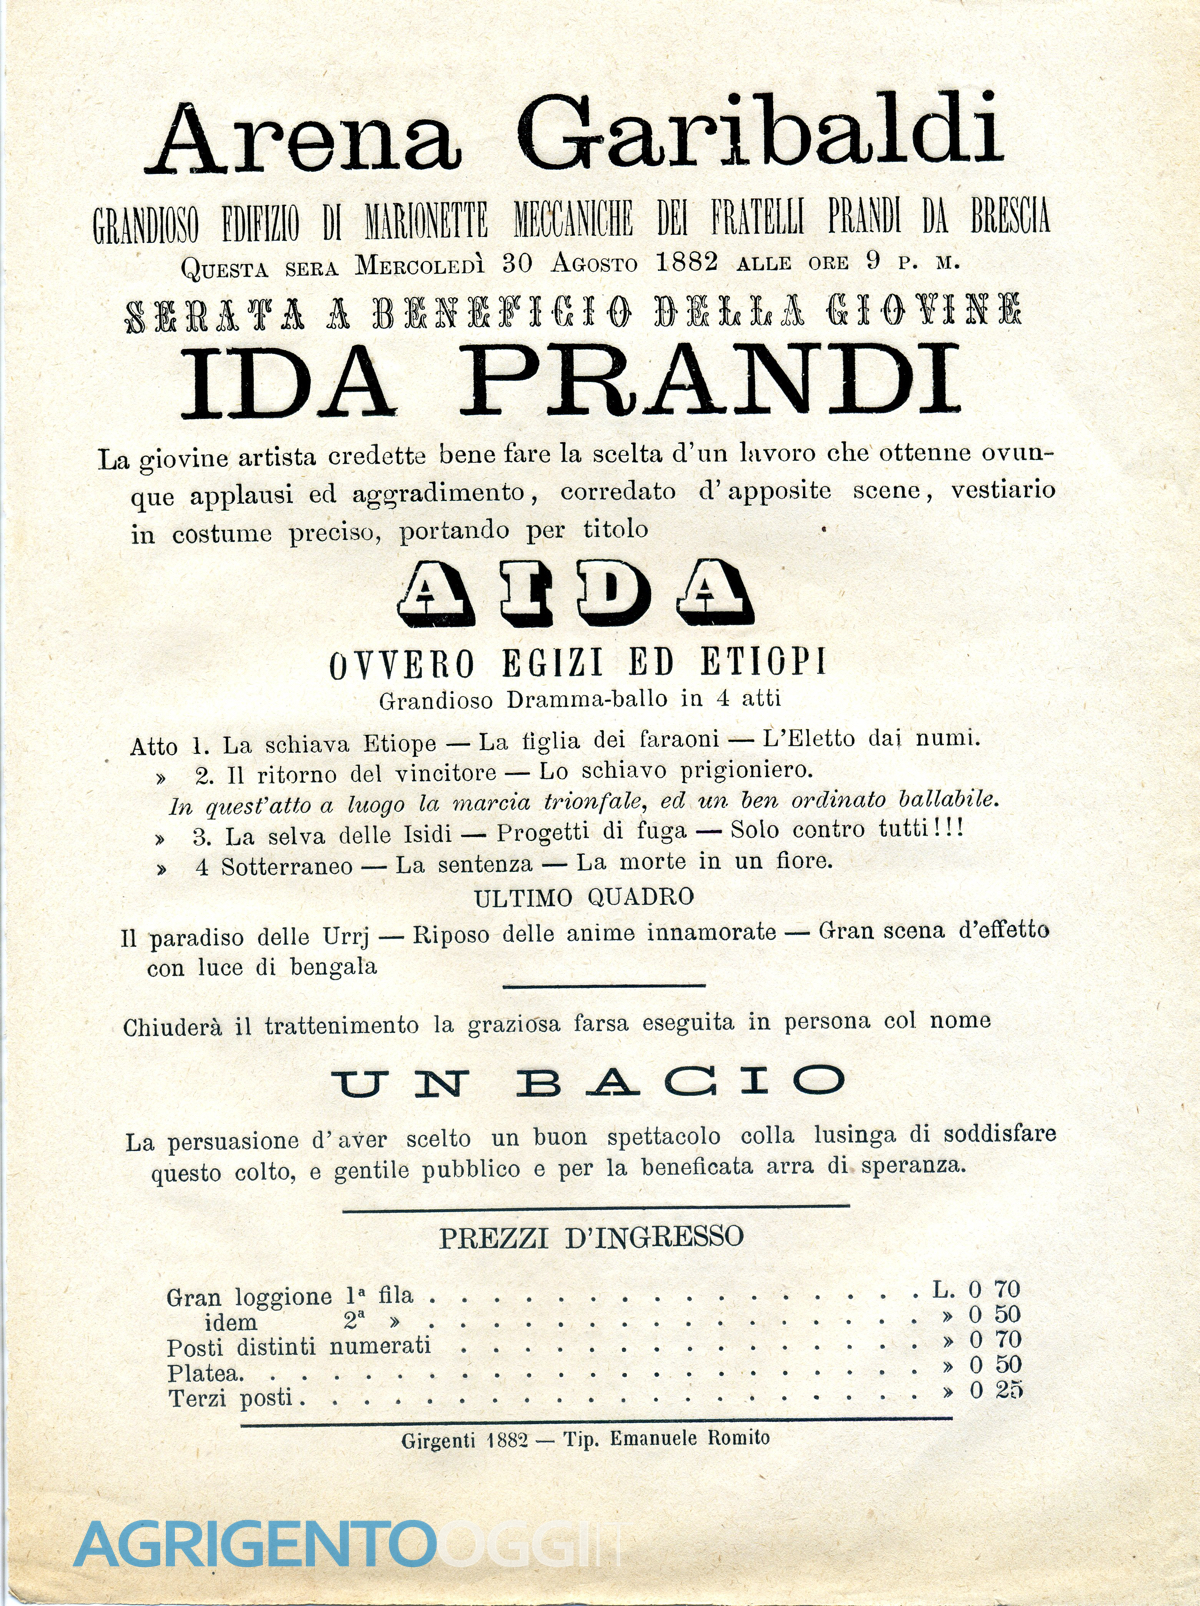 Arena Garibaldi
GRANDIOSO EDIFIZIO DI MARIONETTE MECCANICHE DEI FRATELLI PRANDI DA BRESCIA
QUESTA SERA MERCOLEDÌ 30 AGOSTO 1882 ALLE ORE 9 P. M.
SERATA A BENEFICIO DELLA GIOVINE
IDA PRANDI
La giovine artista credette bene fare la scelta d'un lavoro che ottenne ovun-
que applausi ed aggradimento, corredato d'apposite scene, vestiario
in costume preciso, portando per titolo
AIDA
OVVERO EGIZI ED ETIOPI
Grandioso Dramma-ballo in 4 atti
Atto 1. La schiava Etiope — La figlia dei faraoni — L'Eletto dai numi.
» 2. Il ritorno del vincitore — Lo schiavo prigioniero.
In quest'atto a luogo la marcia trionfale, ed un ben ordinato ballabile.
» 3. La selva delle Isidi — Progetti di fuga — Solo contro tutti!!!
» 4 Sotterraneo — La sentenza — La morte in un fiore.
ULTIMO QUADRO
Il paradiso delle Urrj — Riposo delle anime innamorate — Gran scena d'effetto
con luce di bengala
Chiuderà il trattenimento la graziosa farsa eseguita in persona col nome
UN BACIO
La persuasione d'aver scelto un buon spettacolo colla lusinga di soddisfare
questo colto, e gentile pubblico e per la beneficata arra di speranza.
PREZZI D'INGRESSO
Gran loggione 1ª fila . . . . . . . . . . . . . . . . L. 0 70
idem 2ª » . . . . . . . . . . . . . . . . » 0 50
Posti distinti numerati . . . . . . . . . . . . . . . » 0 70
Platea. . . . . . . . . . . . . . . . . . . . . . » 0 50
Terzi posti . . . . . . . . . . . . . . . . . . . . » 0 25
Girgenti 1882 — Tip. Emanuele Romito
AGRIGENTOOGGI.IT